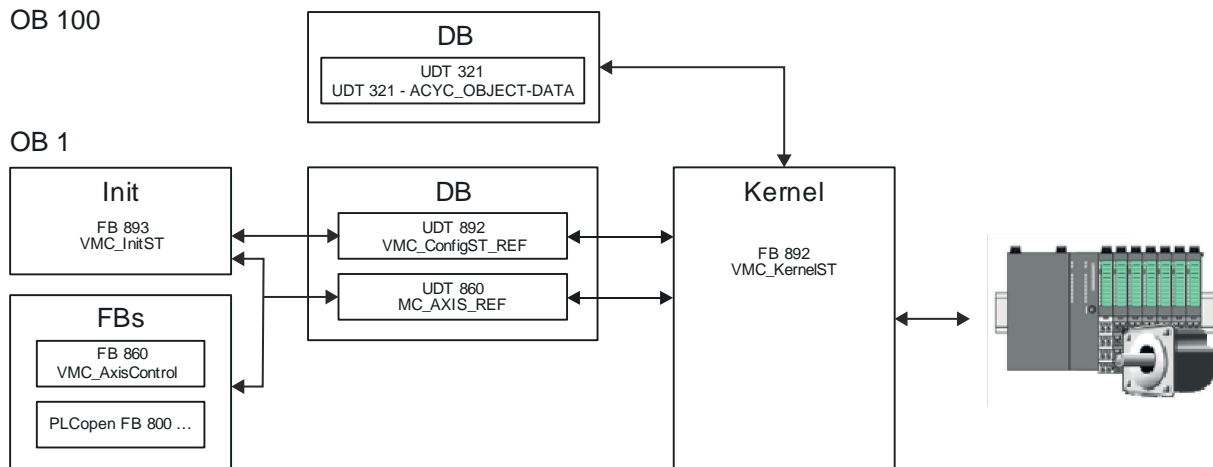 OB 100
DB
UDT 321
UDT 321 - ACYC_OBJECT-DATA
OB 1
Init
FB 893
VMC_InitST
DB
UDT 892
VMC_ConfigST_REF
UDT 860
MC_AXIS_REF
Kernel
FB 892
VMC_KernelST
FBs
FB 860
VMC_AxisControl
PLCopen FB 800 ...